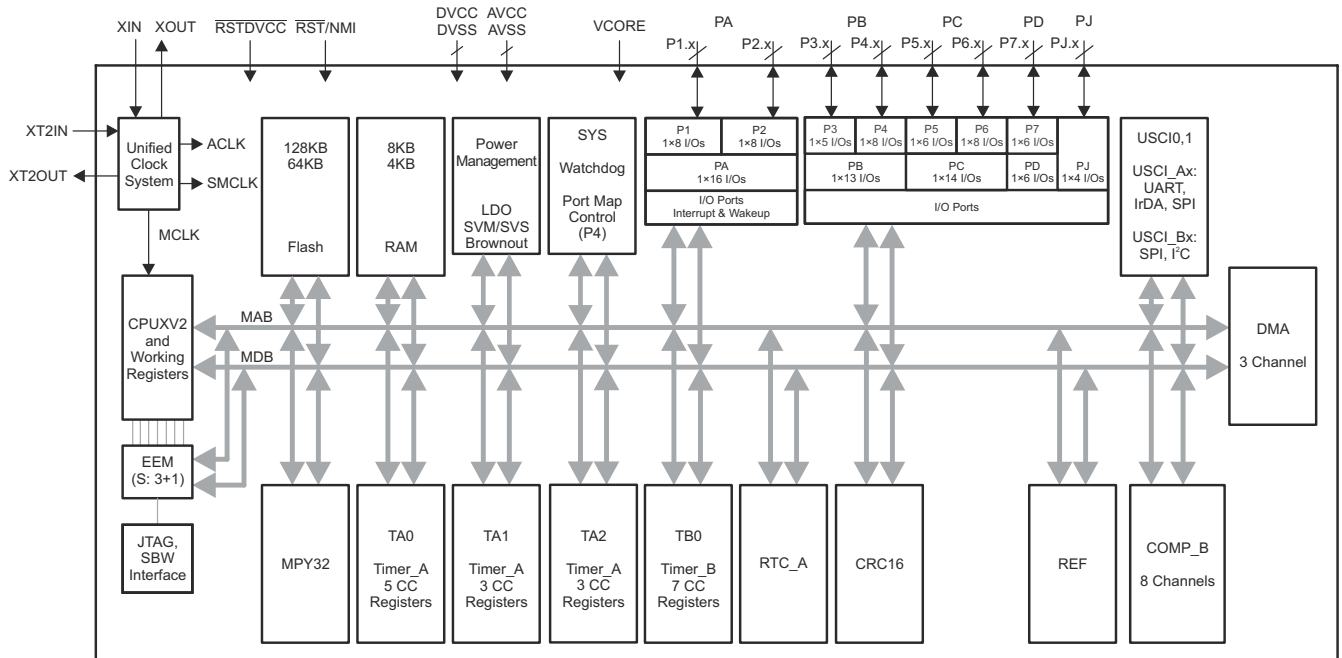 XIN
XOUT
RSTDVCC
RST/NMI
DVCC
DVSS
AVCC
AVSS
VCORE
PA
P1.x
P2.x
PB
P3.x
P4.x
PC
P5.x
P6.x
PD
P7.x
PJ
PJ.x
XT2IN
XT2OUT
Unified
Clock
System
ACLK
SMCLK
MCLK
128KB
64KB
Flash
8KB
4KB
RAM
Power
Management
LDO
SVM/SVS
Brownout
SYS
Watchdog
Port Map
Control
(P4)
P1
1×8 I/Os
P2
1×8 I/Os
PA
1×16 I/Os
I/O Ports
Interrupt & Wakeup
P3
1×5 I/Os
P4
1×8 I/Os
P5
1×6 I/Os
P6
1×8 I/Os
P7
1×6 I/Os
PB
1×13 I/Os
PC
1×14 I/Os
PD
1×6 I/Os
PJ
1×4 I/Os
I/O Ports
USCI0,1
USCI_Ax:
UART,
IrDA, SPI
USCI_Bx:
SPI, I²C
CPUXV2
and
Working
Registers
MAB
MDB
DMA
3 Channel
EEM
(S: 3+1)
JTAG,
SBW
Interface
MPY32
TA0
Timer_A
5 CC
Registers
TA1
Timer_A
3 CC
Registers
TA2
Timer_A
3 CC
Registers
TB0
Timer_B
7 CC
Registers
RTC_A
CRC16
REF
COMP_B
8 Channels